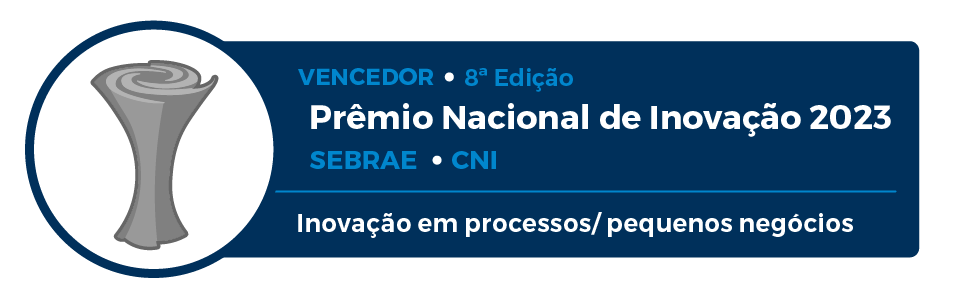 VENCEDOR • 8ª Edição
Prêmio Nacional de Inovação 2023
SEBRAE • CNI
Inovação em processos/ pequenos negócios